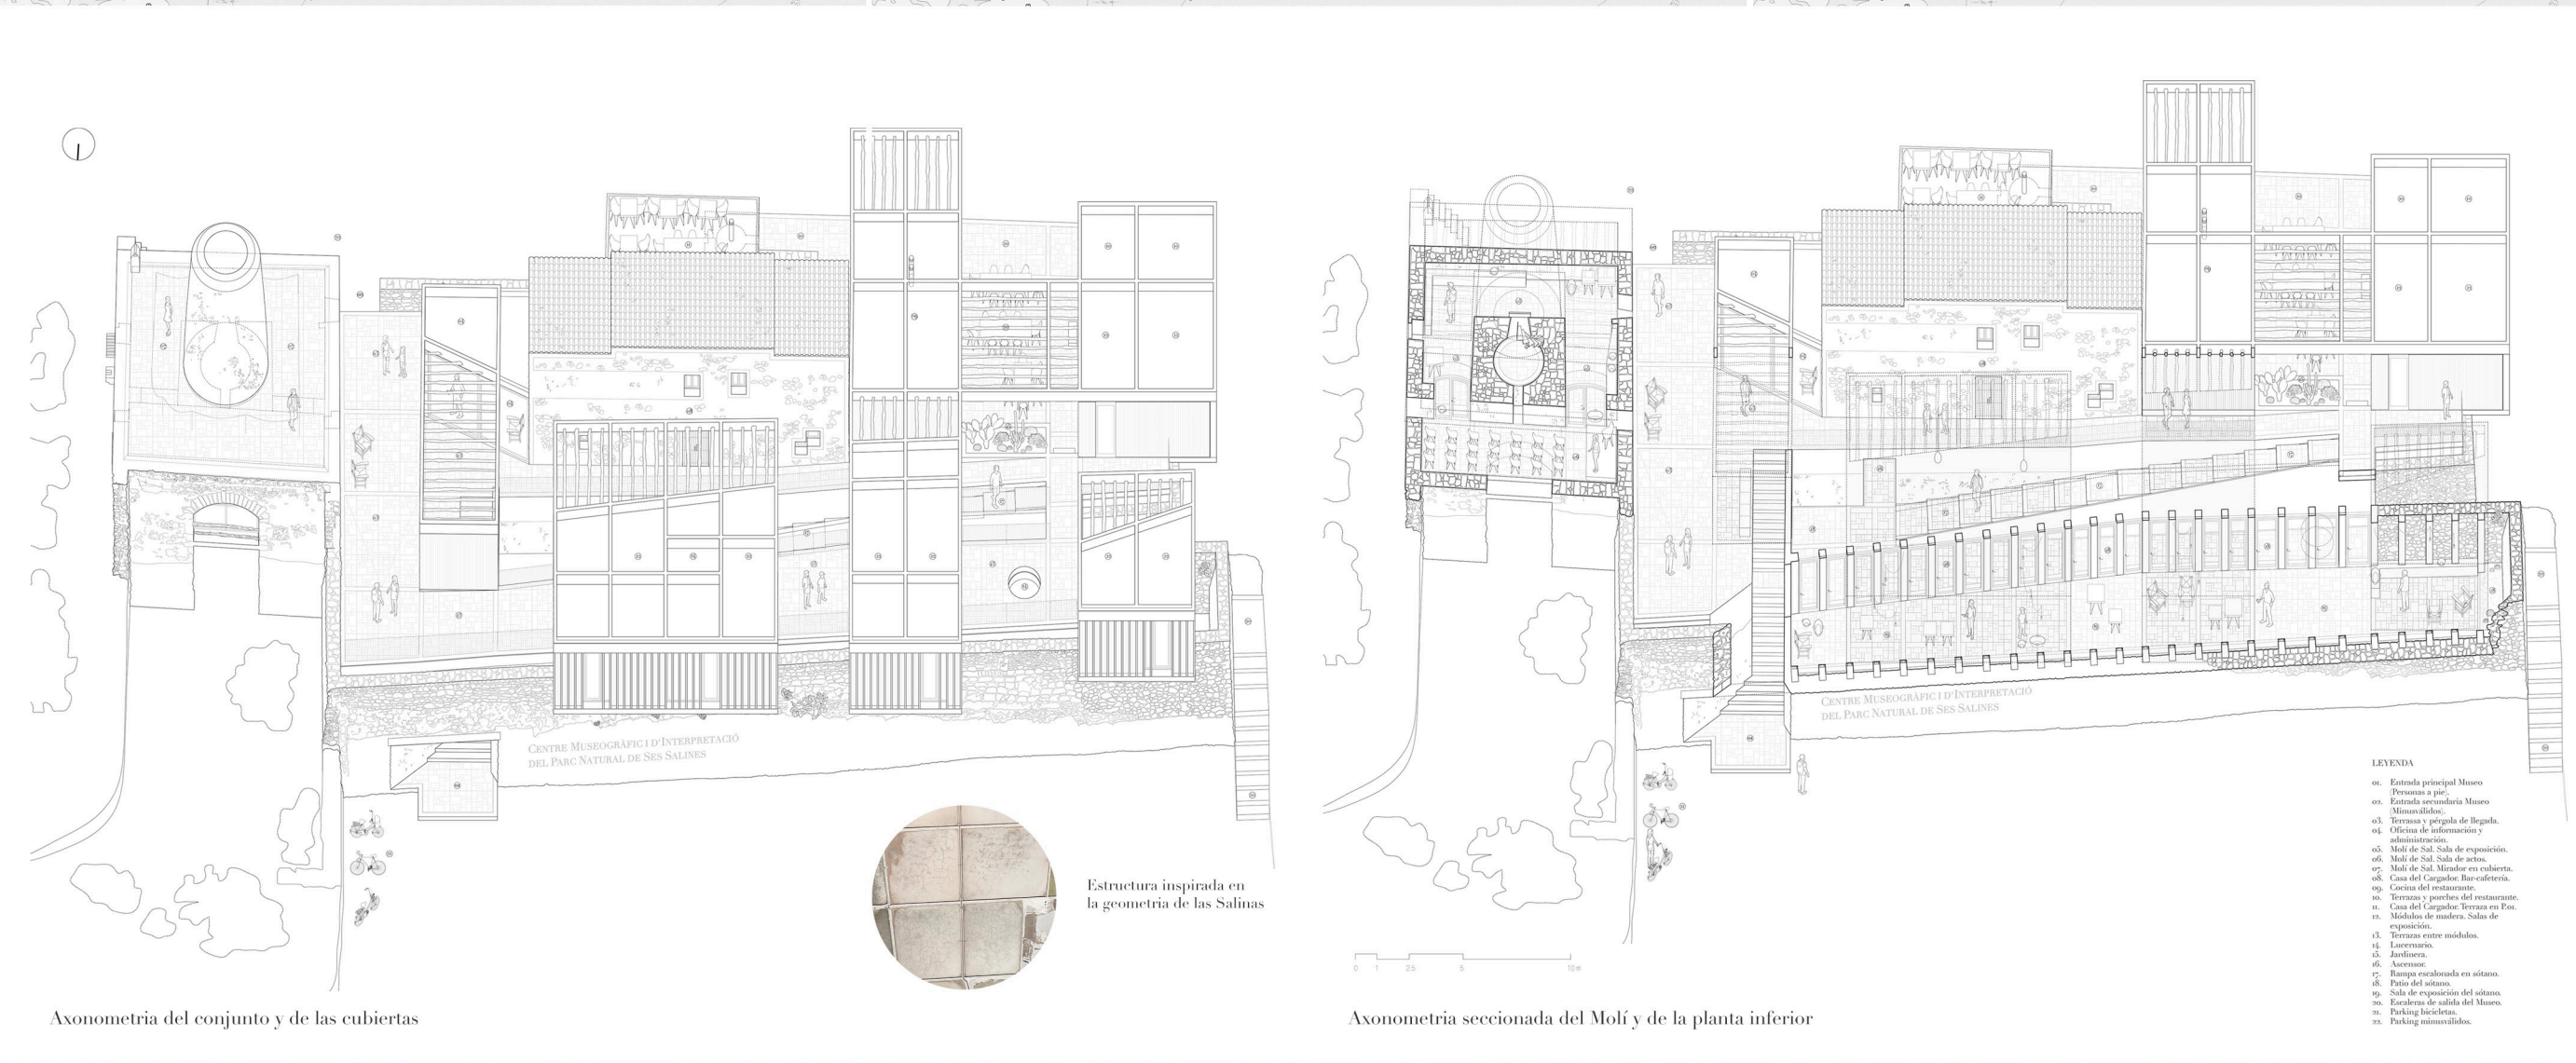 CENTRE MUSEOGRÀFIC I D'INTERPRETACIÓ
DEL PARC NATURAL DE SES SALINES
Estructura inspirada en
la geometria de las Salinas
Axonometria del conjunto y de las cubiertas
CENTRE MUSEOGRÀFIC I D'INTERPRETACIÓ
DEL PARC NATURAL DE SES SALINES
0 1 2.5 5 10 m
Axonometria seccionada del Molí y de la planta inferior
LEYENDA
01. Entrada principal Museo
(Personas a pie).
02. Entrada secundaria Museo
(Minusválidos).
03. Terrassa y pérgola de llegada.
04. Oficina de información y
administración.
05. Molí de Sal. Sala de exposición.
06. Molí de Sal. Sala de actos.
07. Molí de Sal. Mirador en cubierta.
08. Casa del Cargador. Bar-cafetería.
09. Cocina del restaurante.
10. Terrazas y porches del restaurante.
11. Casa del Cargador. Terraza en P.01.
12. Módulos de madera. Salas de
exposición.
13. Terrazas entre módulos.
14. Lucernario.
15. Jardinera.
16. Ascensor.
17. Rampa escalonada en sótano.
18. Patio del sótano.
19. Sala de exposición del sótano.
20. Escaleras de salida del Museo.
21. Parking bicicletas.
22. Parking minusválidos.